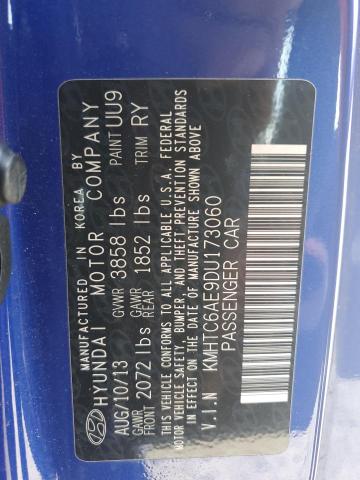 MANUFACTURED IN KOREA BY
HYUNDAI MOTOR COMPANY
AUG/10/13 GVWR 3858 lbs PAINT UU9
GAWR FRONT 2072 lbs GAWR REAR 1852 lbs TRIM RY
THIS VEHICLE CONFORMS TO ALL APPLICABLE U.S.A. FEDERAL
MOTOR VEHICLE SAFETY, BUMPER, AND THEFT PREVENTION STANDARDS
IN EFFECT ON THE DATE OF MANUFACTURE SHOWN ABOVE
V.I.N KMHTC6AE9DU173060
PASSENGER CAR